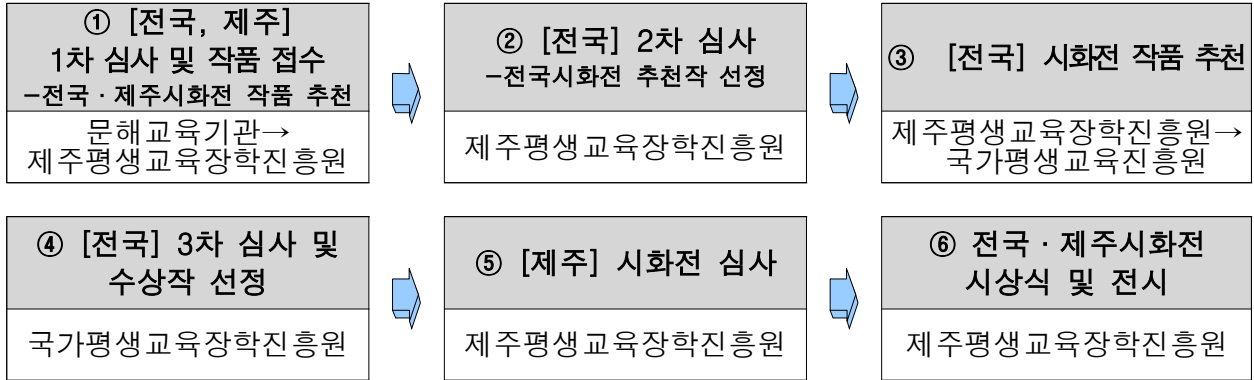 ① [전국, 제주]
1차 심사 및 작품 접수
-전국·제주시화전 작품 추천
문해교육기관→
제주평생교육장학진흥원
② [전국] 2차 심사
-전국시화전 추천작 선정
제주평생교육장학진흥원
③ [전국] 시화전 작품 추천
제주평생교육장학진흥원→
국가평생교육진흥원
④ [전국] 3차 심사 및
수상작 선정
국가평생교육장학진흥원
⑤ [제주] 시화전 심사
제주평생교육장학진흥원
⑥ 전국·제주시화전
시상식 및 전시
제주평생교육장학진흥원